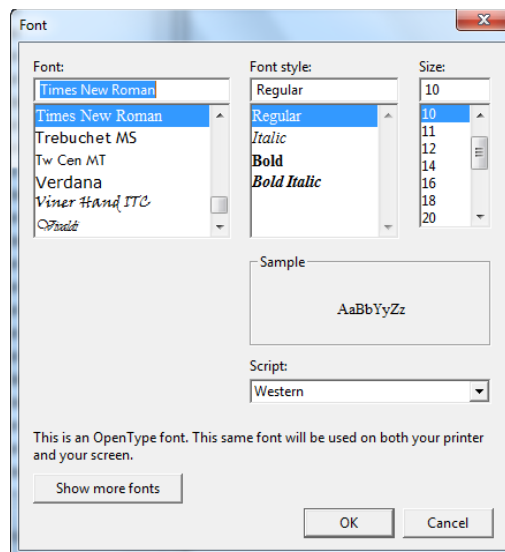 Font
Font:
Times New Roman
Times New Roman
Trebuchet MS
Tw Cen MT
Verdana
Viner Hand ITC
Vivaldi
Font style:
Regular
Regular
Italic
Bold
Bold Italic
Size:
10
10
11
12
14
16
18
20
Sample
AaBbYyZz
Script:
Western
This is an OpenType font. This same font will be used on both your printer
and your screen.
Show more fonts
OK
Cancel